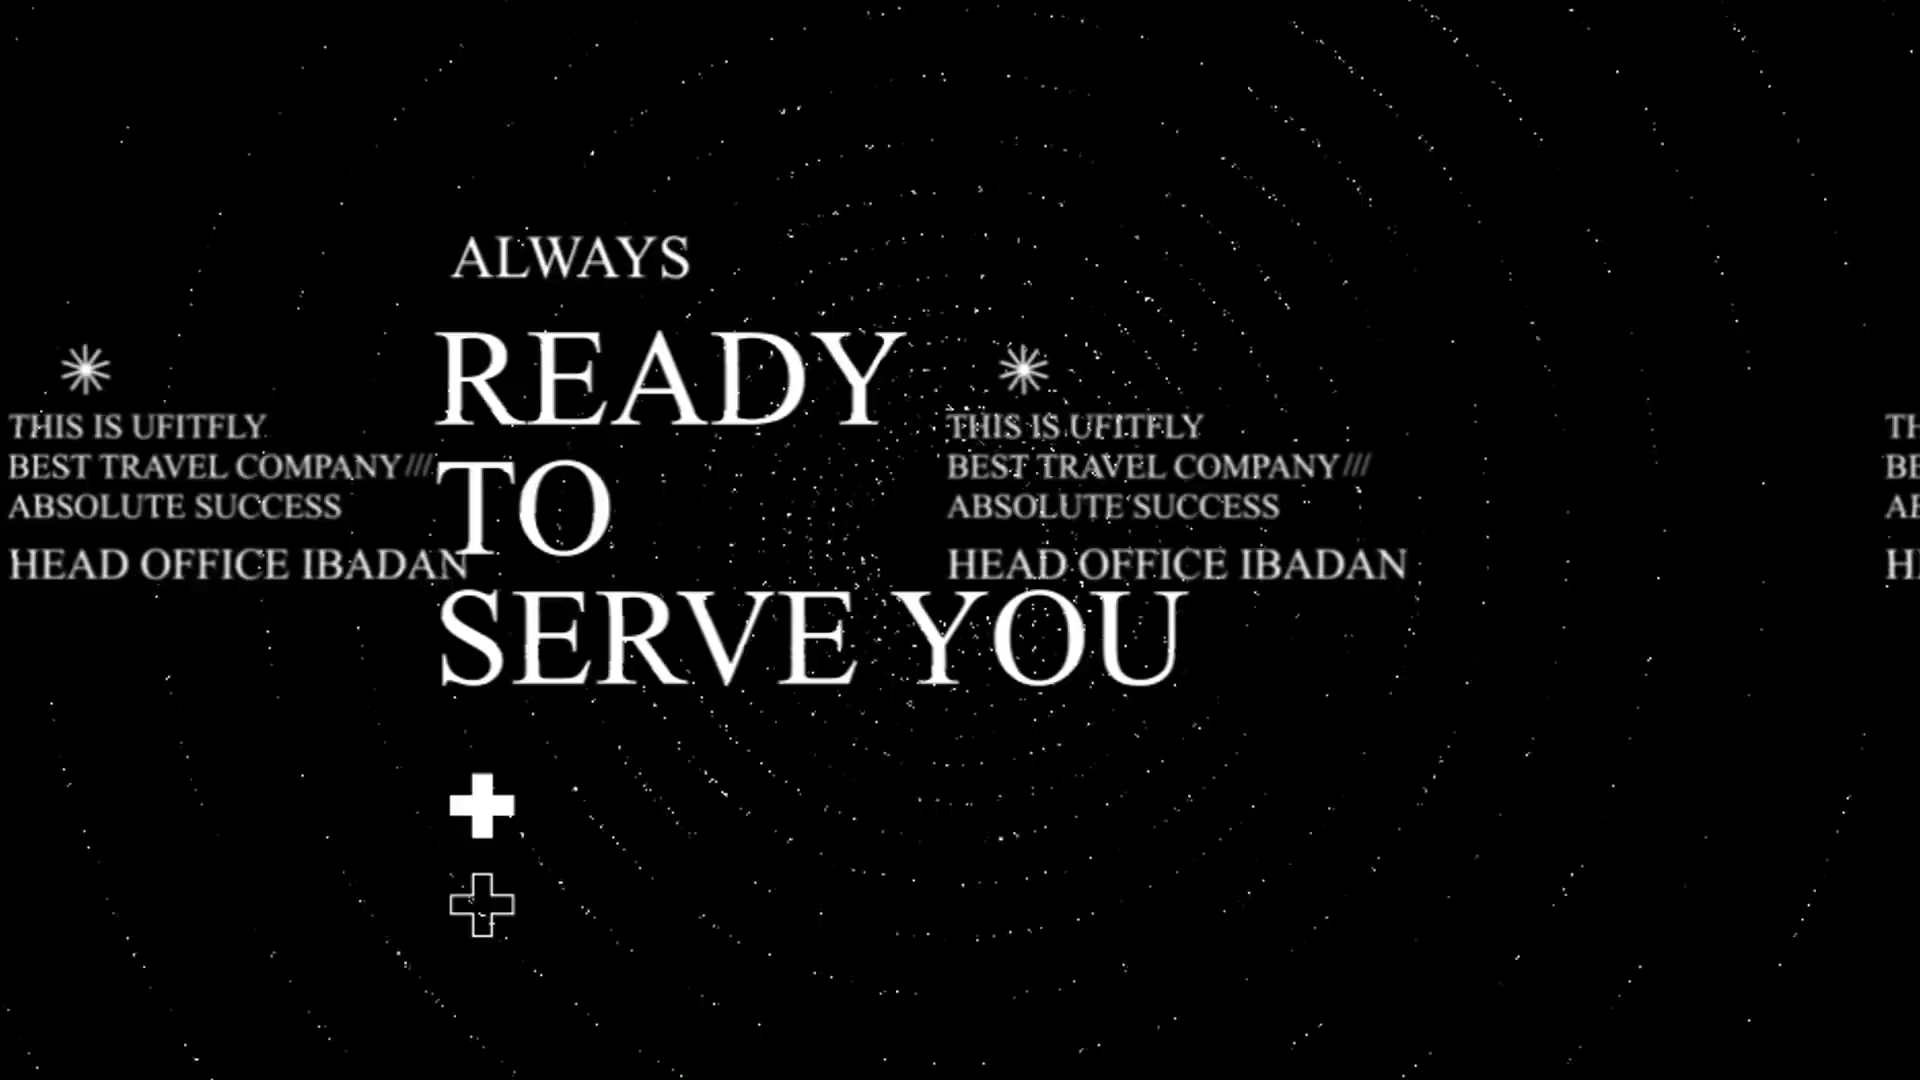 ALWAYS
READY
TO
SERVE YOU
THIS IS UFITFLY
BEST TRAVEL COMPANY///
ABSOLUTE SUCCESS
HEAD OFFICE IBADAN
THIS IS UFITFLY
BEST TRAVEL COMPANY///
ABSOLUTE SUCCESS
HEAD OFFICE IBADAN